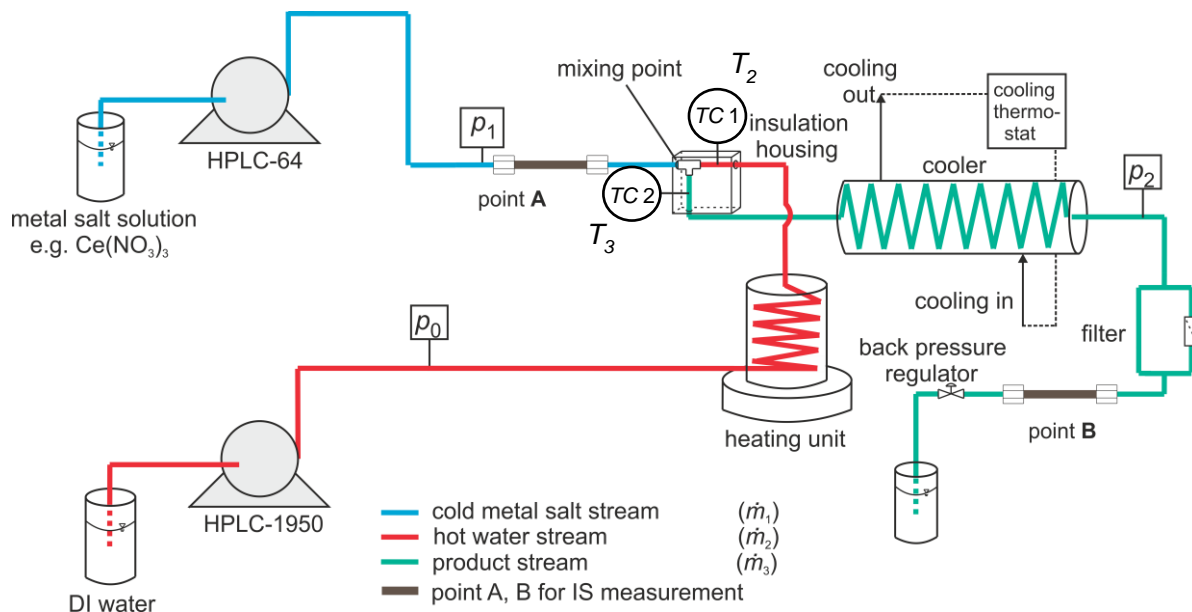 T₂
cooling
out
cooling
thermo-
stat
mixing point
TC 1
insulation
housing
p₁
HPLC-64
cooler
p₂
point A
TC 2
metal salt solution
e.g. Ce(NO₃)₃
T₃
cooling in
p₀
filter
back pressure
regulator
heating unit
point B
HPLC-1950
cold metal salt stream (ṁ₁)
hot water stream (ṁ₂)
product stream (ṁ₃)
point A, B for IS measurement
DI water